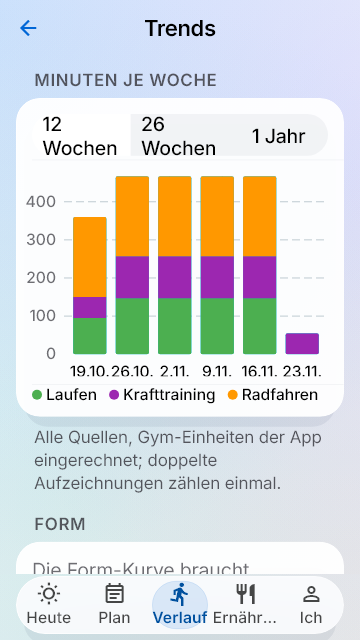 Trends
MINUTEN JE WOCHE
12 Wochen
26 Wochen
1 Jahr
400
300
200
100
0
19.10. 26.10. 2.11. 9.11. 16.11. 23.11.
Laufen Krafttraining Radfahren
Alle Quellen, Gym-Einheiten der App
eingerechnet; doppelte
Aufzeichnungen zählen einmal.
FORM
Die Form-Kurve braucht
Heute Plan Verlauf Ernähr… Ich